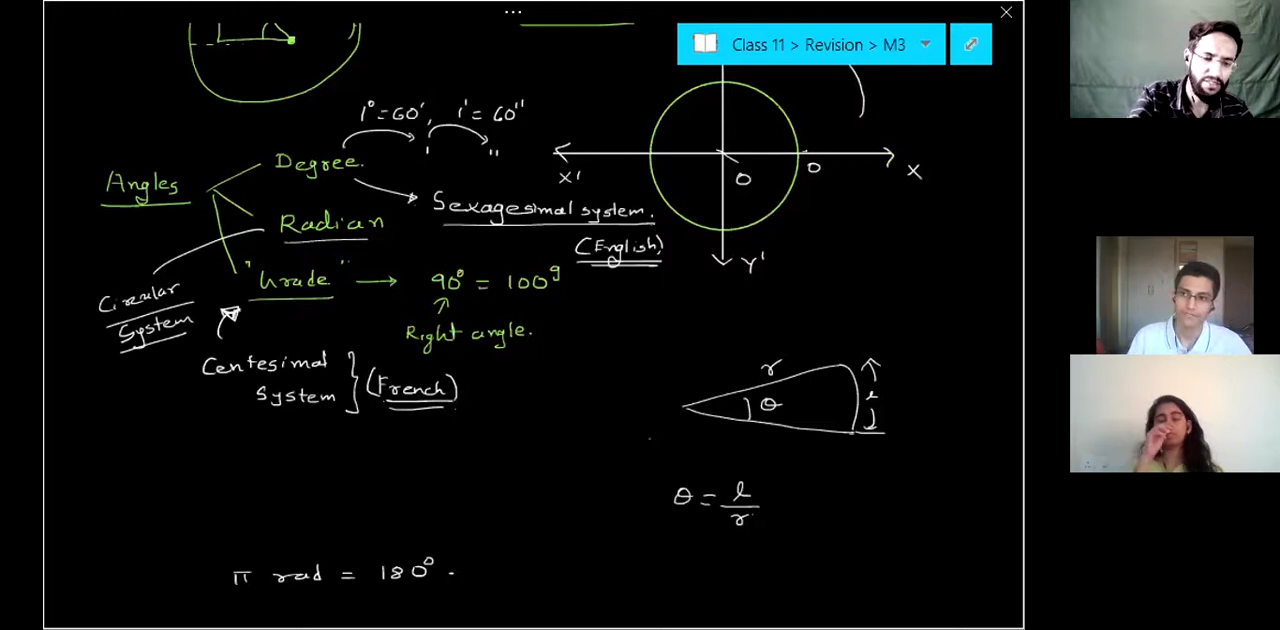 ...
Class 11 > Revision > M3
1° = 60', 1' = 60"
' "
Degree.
Angles
Sexagesimal system.
(English)
Radian
"Grade" → 90° = 100g
Right angle.
Circular
System
Centesimal
System } (French)
X' O O X
Y'
r
θ l
θ = l/r
π rad = 180°.